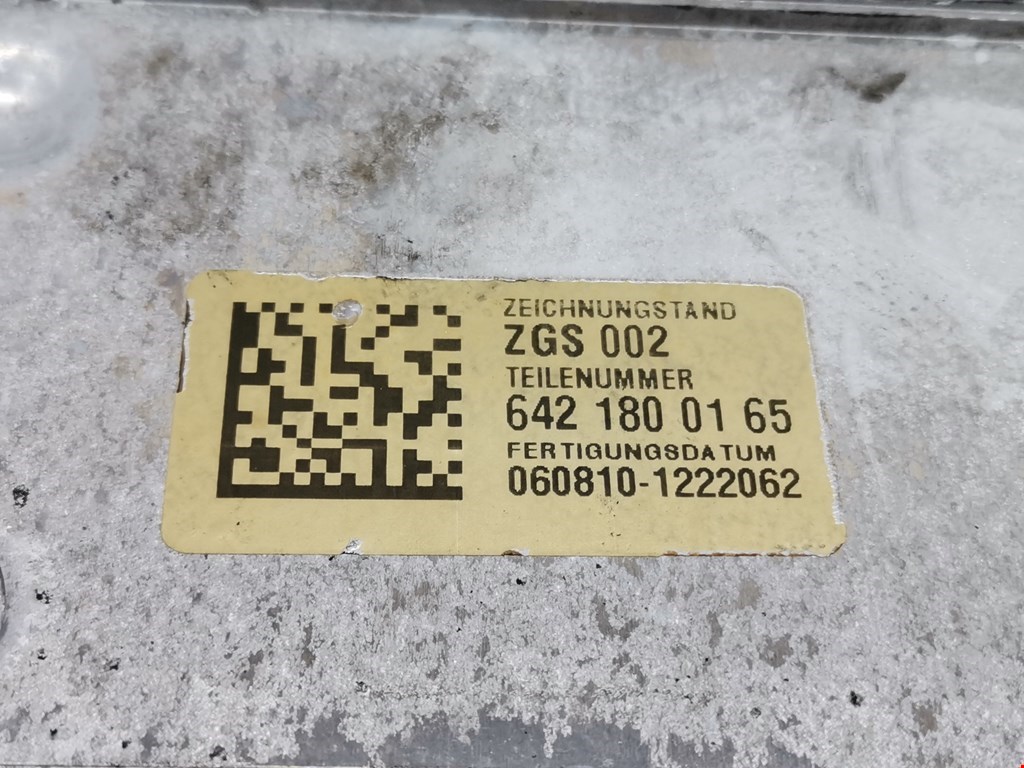 ZEICHNUNGSTAND
ZGS 002
TEILENUMMER
642 180 01 65
FERTIGUNGSDATUM
060810-1222062